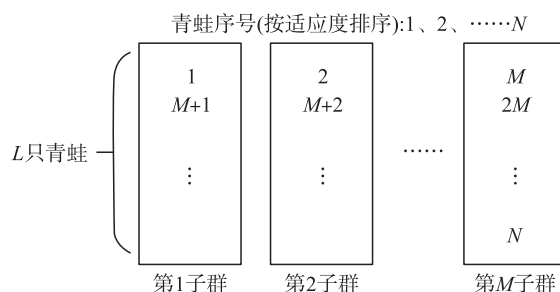 青蛙序号(按适应度排序):1、2、……N
1 2 M
M+1 M+2 2M
L只青蛙 ……
⋮ ⋮ ⋮
N
第1子群 第2子群 第M子群